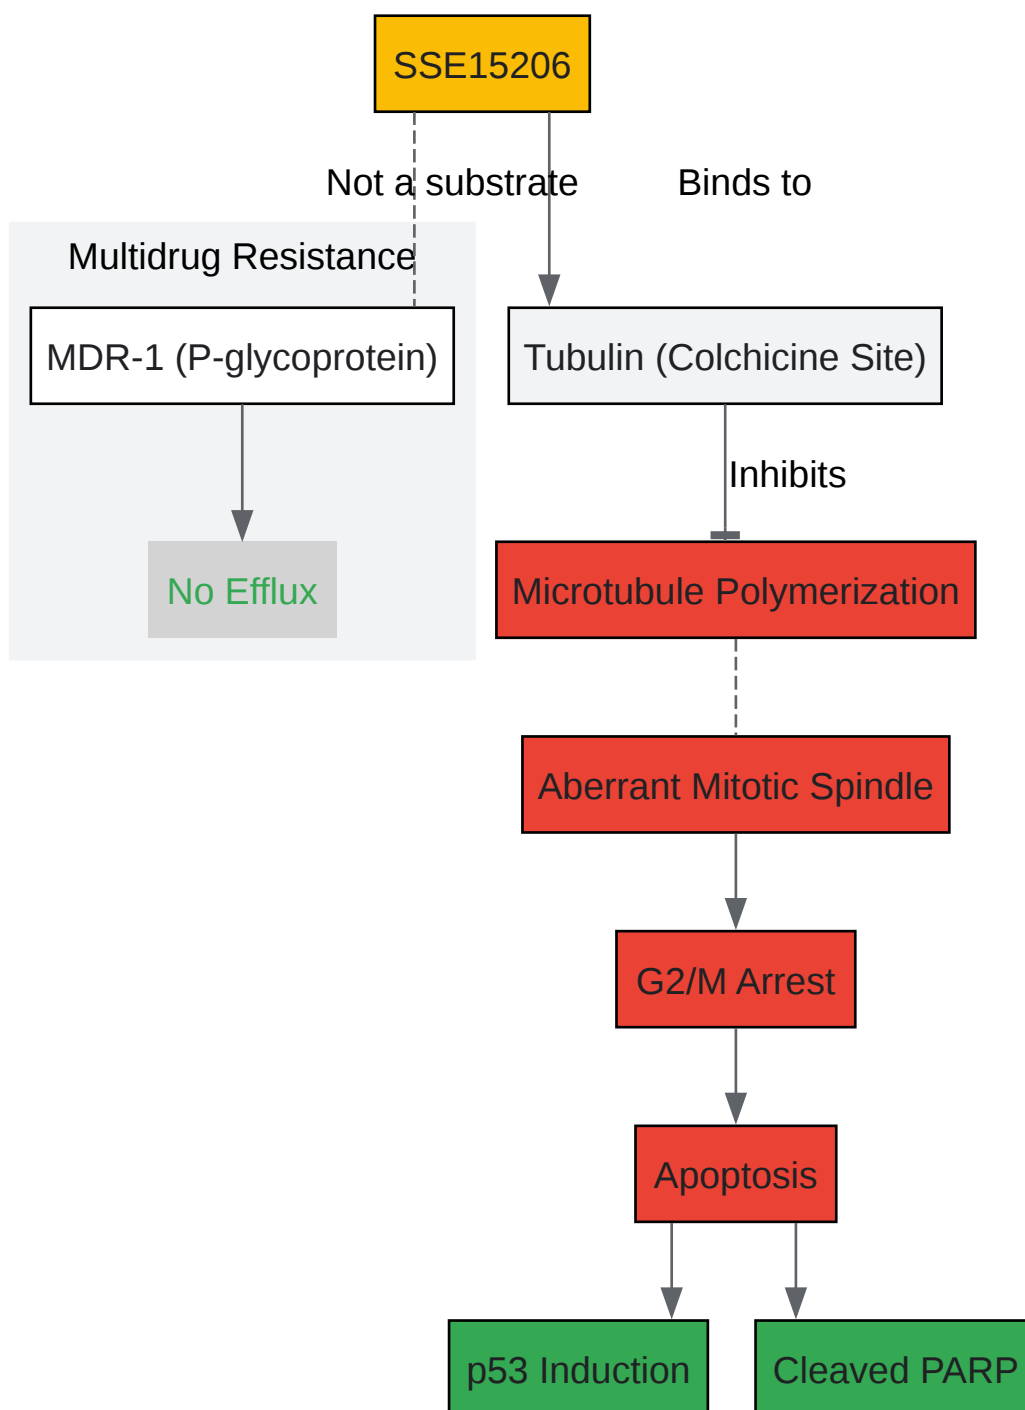 SSE15206
Not a substrate
Binds to
Multidrug Resistance
MDR-1 (P-glycoprotein)
Tubulin (Colchicine Site)
Inhibits
No Efflux
Microtubule Polymerization
Aberrant Mitotic Spindle
G2/M Arrest
Apoptosis
p53 Induction
Cleaved PARP